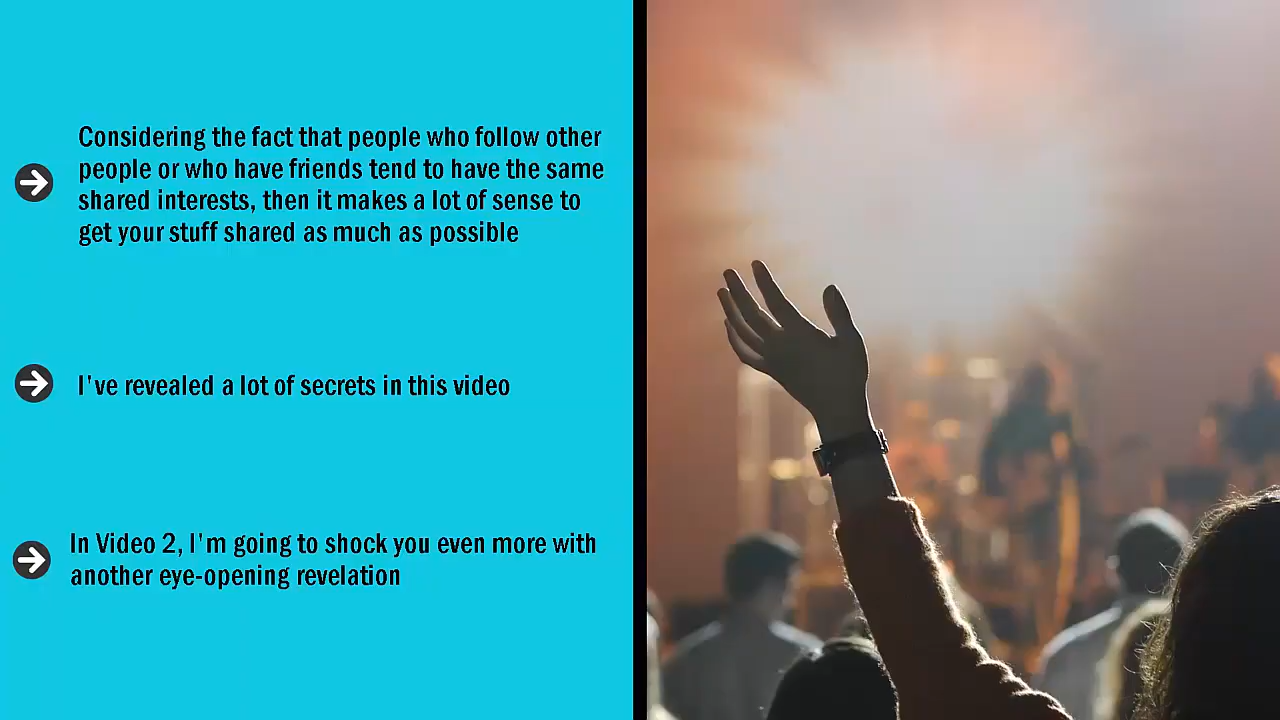 Considering the fact that people who follow other
people or who have friends tend to have the same
shared interests, then it makes a lot of sense to
get your stuff shared as much as possible
I've revealed a lot of secrets in this video
In Video 2, I'm going to shock you even more with
another eye-opening revelation